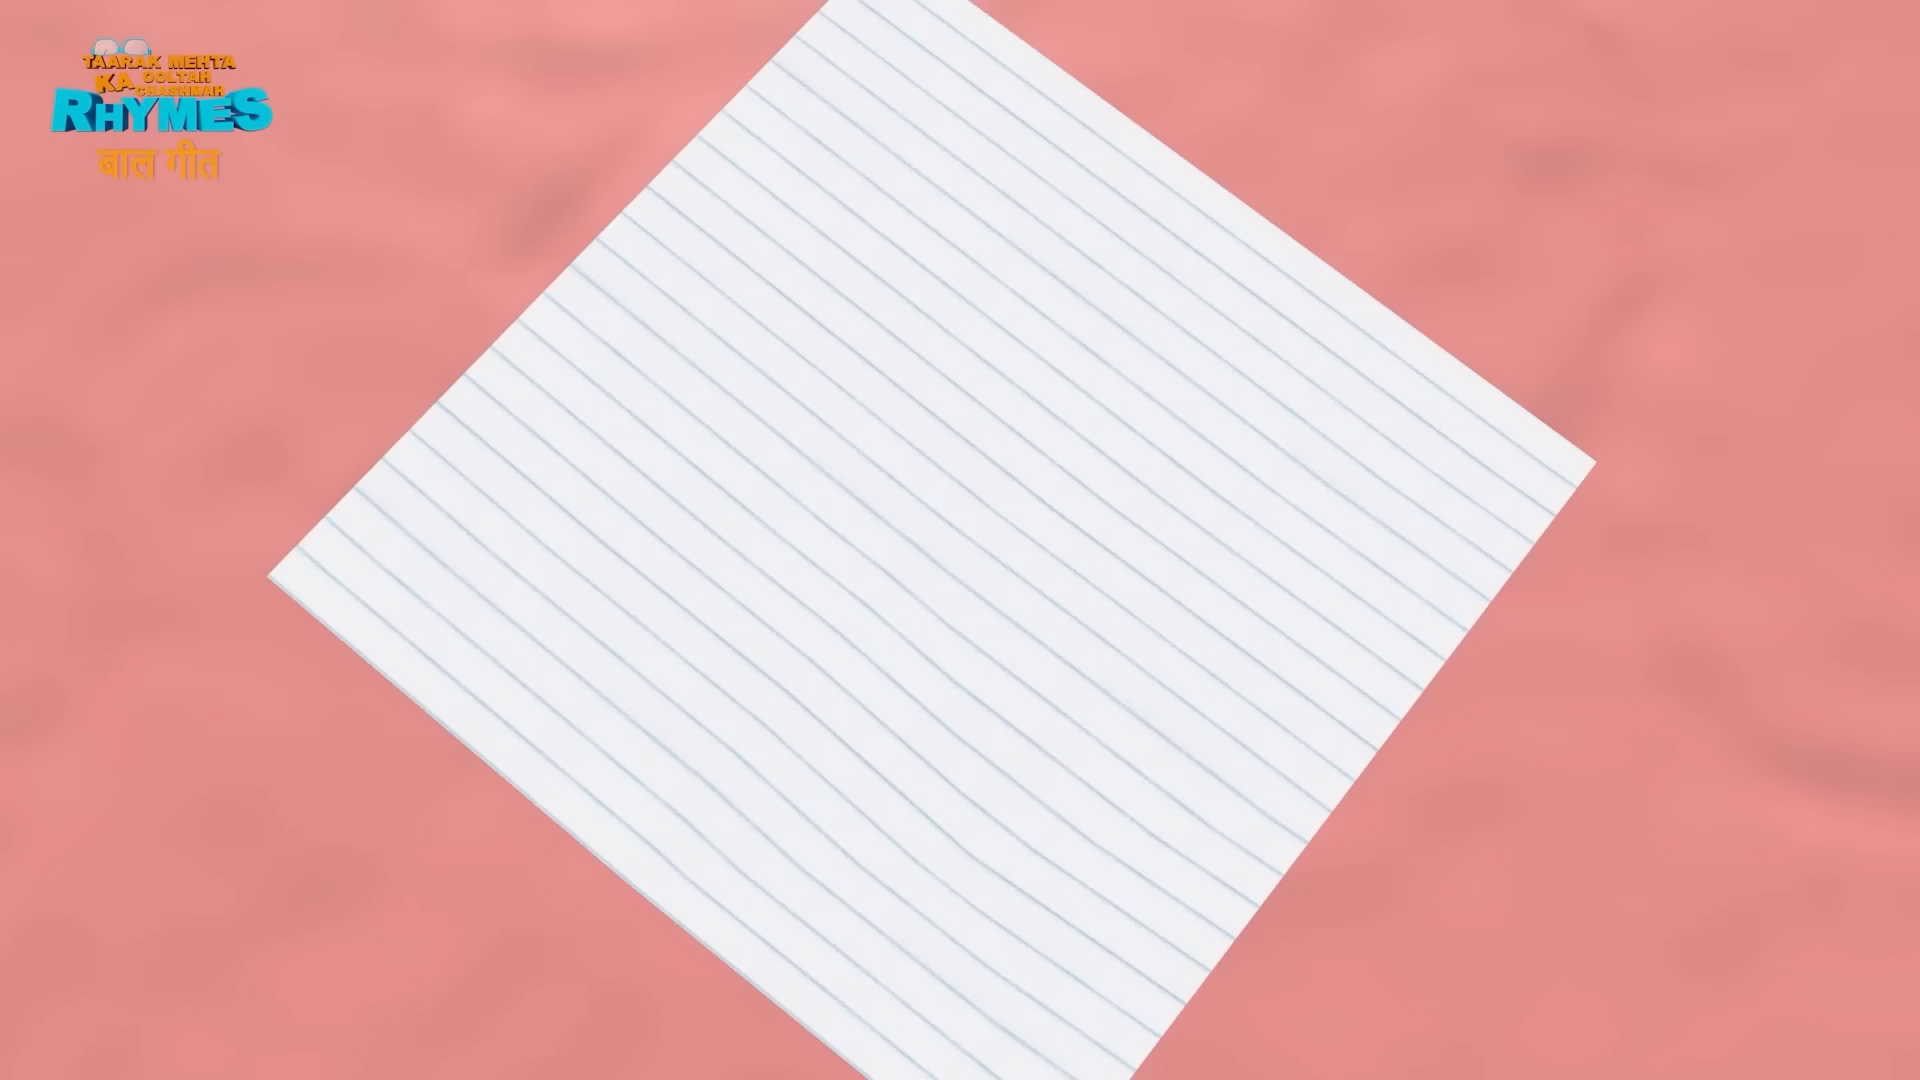 TAARAK MEHTA
KA OOLTAH
CHASHMAH
RHYMES
बाल गीत